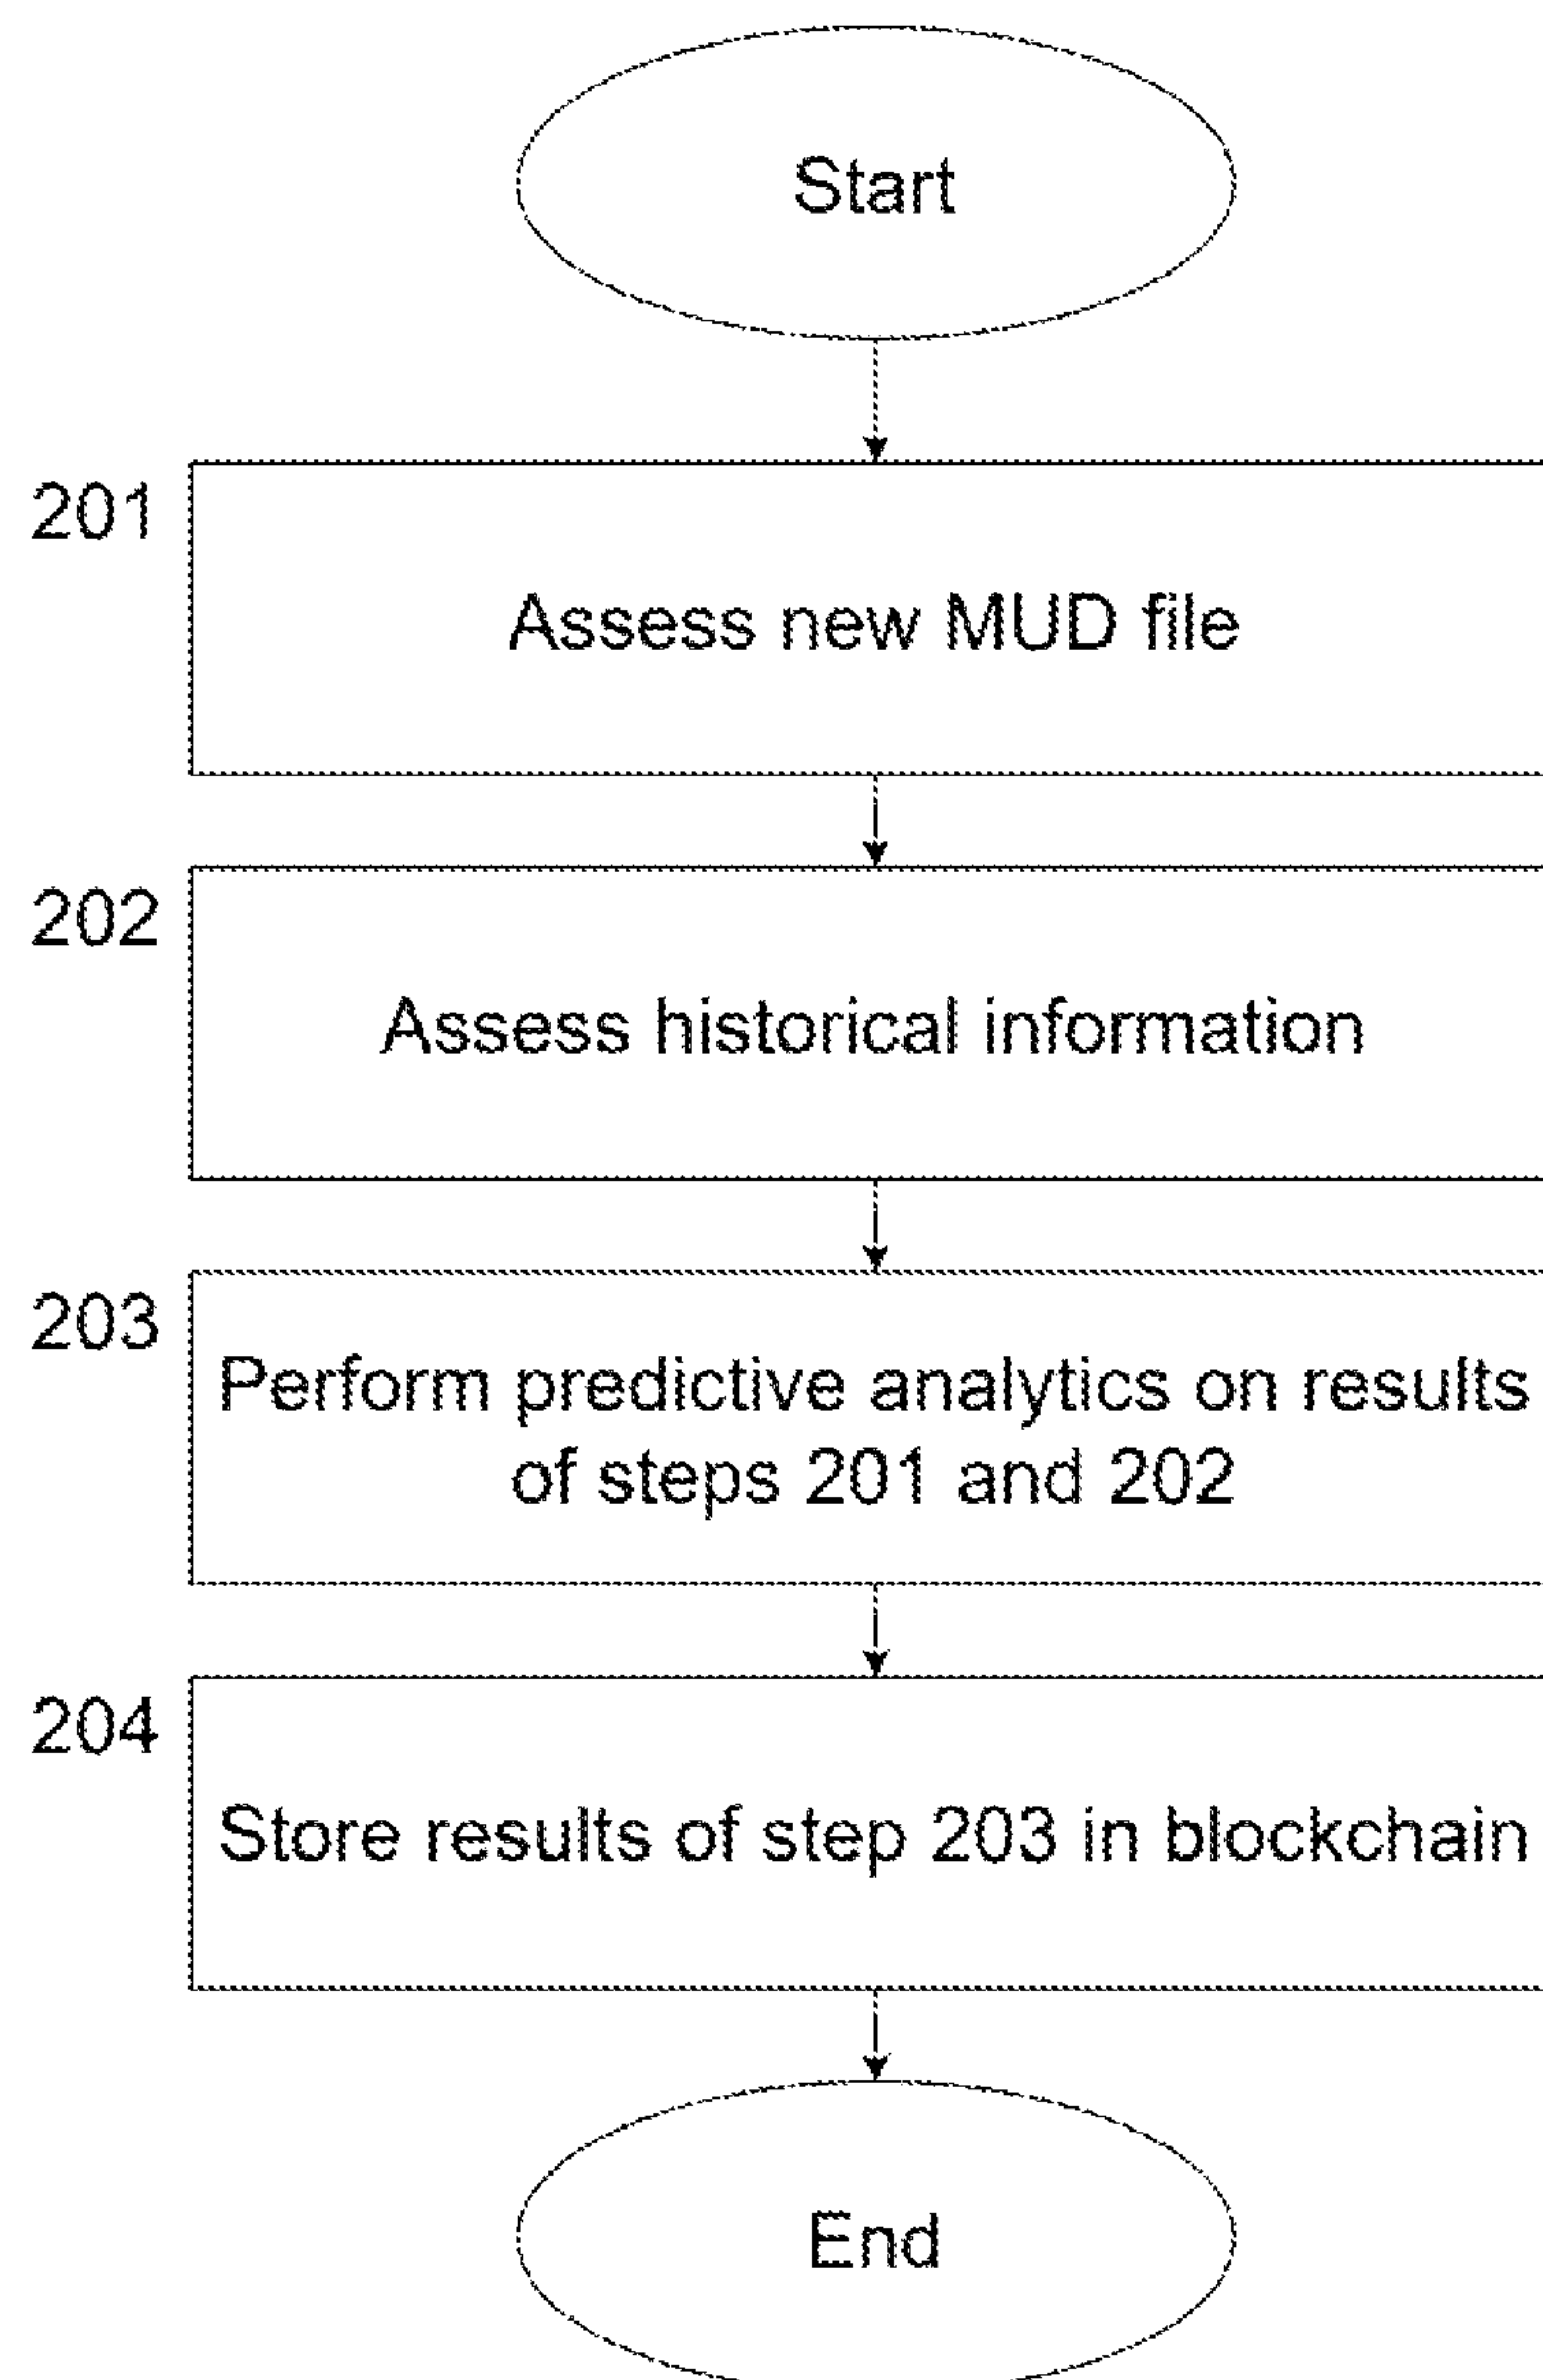 Start
201
Assess new MUD file
202
Assess historical information
203
Perform predictive analytics on results
of steps 201 and 202
204
Store results of step 203 in blockchain
End